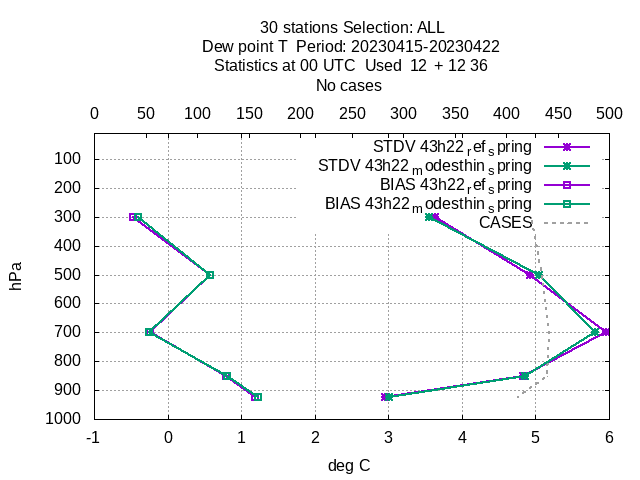 30 stations Selection: ALL
Dew point T  Period: 20230415-20230422
Statistics at 00 UTC  Used  12  + 12 36
No cases
0 50 100 150 200 250 300 350 400 450 500
STDV 43h22_ref_spring
STDV 43h22_modesthin_spring
BIAS 43h22_ref_spring
BIAS 43h22_modesthin_spring
CASES
100
200
300
400
500
600
700
800
900
1000
hPa
-1 0 1 2 3 4 5 6
deg C